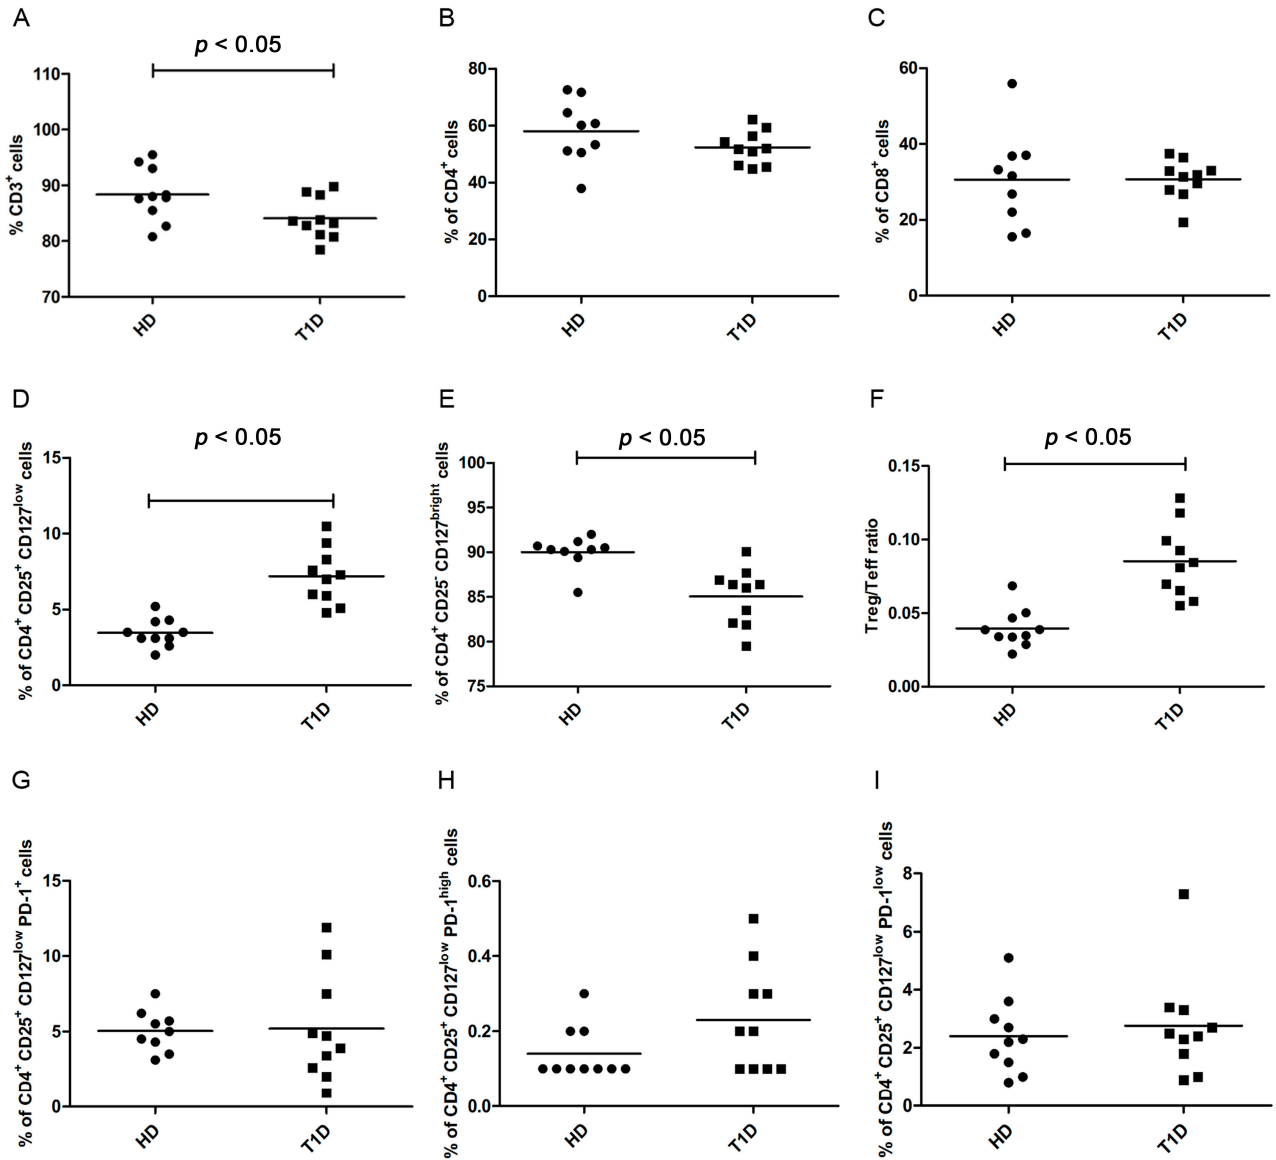 A
p < 0.05
% CD3⁺ cells
110
100
90
80
70
HD
T1D
B
% of CD4⁺ cells
80
60
40
20
0
HD
T1D
C
% of CD8⁺ cells
60
40
20
0
HD
T1D
D
p < 0.05
% of CD4⁺ CD25⁺ CD127ˡᵒʷ cells
15
10
5
0
HD
T1D
E
p < 0.05
% of CD4⁺ CD25⁻ CD127ᵇʳⁱᵍʰᵗ cells
100
95
90
85
80
75
HD
T1D
F
p < 0.05
Treg/Teff ratio
0.15
0.10
0.05
0.00
HD
T1D
G
% of CD4⁺ CD25⁺ CD127ˡᵒʷ PD-1⁺ cells
15
10
5
0
HD
T1D
H
% of CD4⁺ CD25⁺ CD127ˡᵒʷ PD-1ʰⁱᵍʰ cells
0.6
0.4
0.2
0.0
HD
T1D
I
% of CD4⁺ CD25⁺ CD127ˡᵒʷ PD-1ˡᵒʷ cells
8
6
4
2
0
HD
T1D